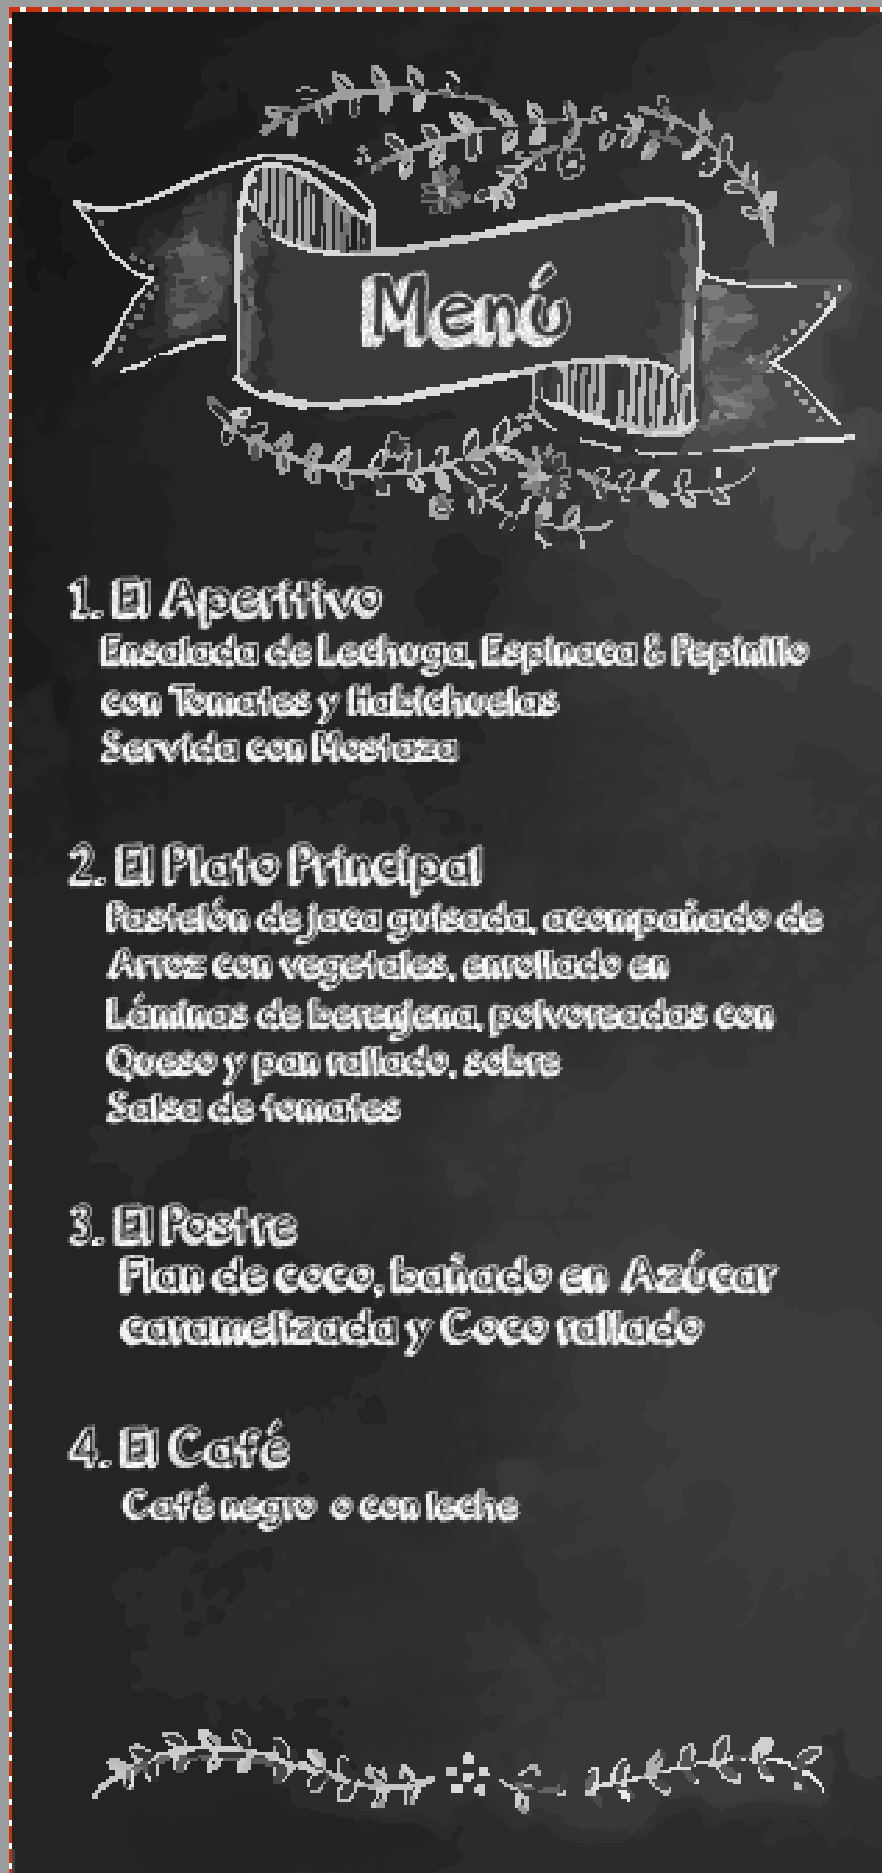 Menú
1. El Aperitivo
Ensalada de Lechuga, Espinaca & Pepinillo
con Tomates y Habichuelas
Servida con Mostaza
2. El Plato Principal
Pastelón de jaca guisada, acompañado de
Arroz con vegetales, enrollado en
Láminas de berenjena, polvoreadas con
Queso y pan rallado, sobre
Salsa de tomates
3. El Postre
Flan de coco, bañado en Azúcar
caramelizada y Coco rallado
4. El Café
Café negro o con leche